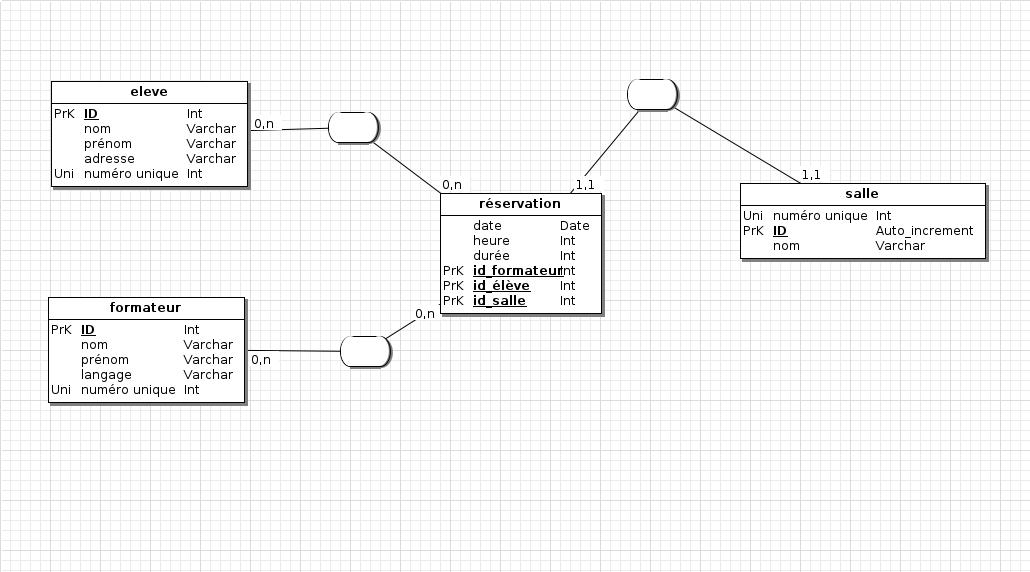 eleve
PrK ID Int
nom Varchar
prénom Varchar
adresse Varchar
Uni numéro unique Int
0,n
0,n
1,1
1,1
réservation
date Date
heure Int
durée Int
PrK id_formateur Int
PrK id_élève Int
PrK id_salle Int
salle
Uni numéro unique Int
PrK ID Auto_increment
nom Varchar
formateur
PrK ID Int
nom Varchar
prénom Varchar
langage Varchar
Uni numéro unique Int
0,n
0,n